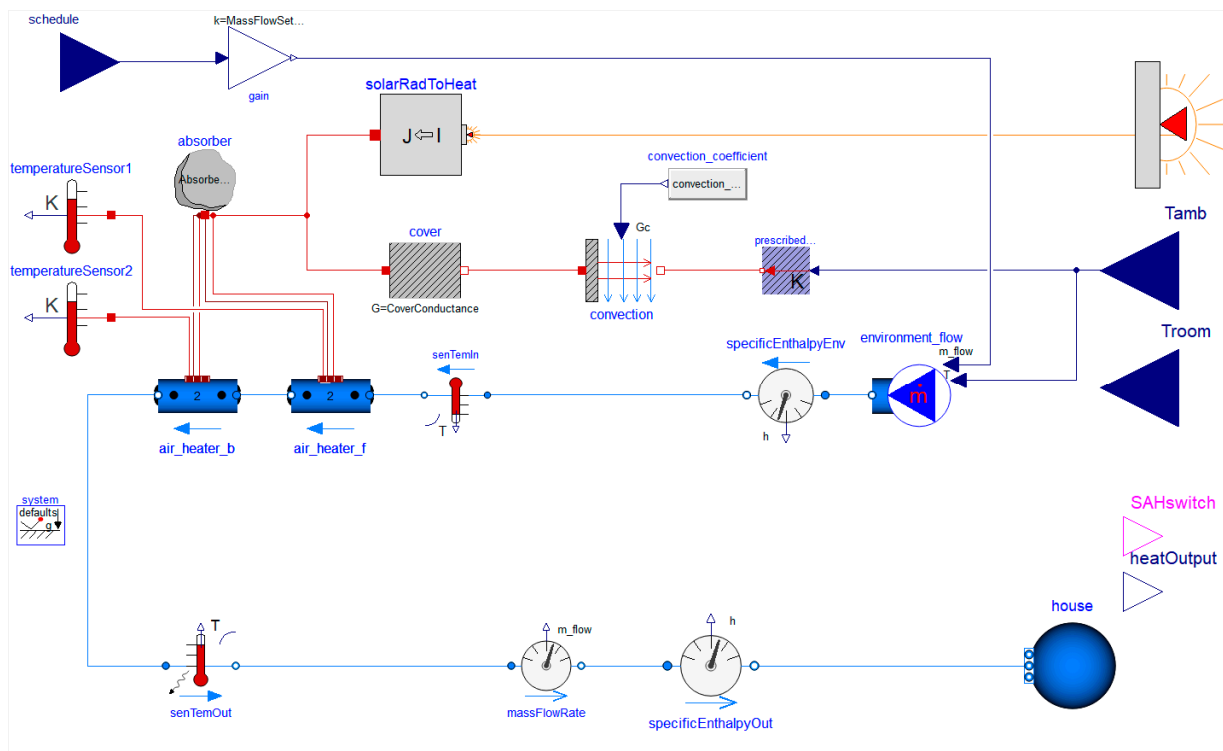 schedule
k=MassFlowSet...
gain
solarRadToHeat
J
I
absorber
Absorbe...
convection_coefficient
convection_...
temperatureSensor1
K
Tamb
cover
Gc
prescribed...
K
temperatureSensor2
K
G=CoverConductance
convection
Troom
specificEnthalpyEnv
environment_flow
m_flow
senTemIn
T
2
2
ṁ
T
h
air_heater_b
air_heater_f
system
defaults
g
SAHswitch
heatOutput
house
T
m_flow
h
senTemOut
massFlowRate
specificEnthalpyOut